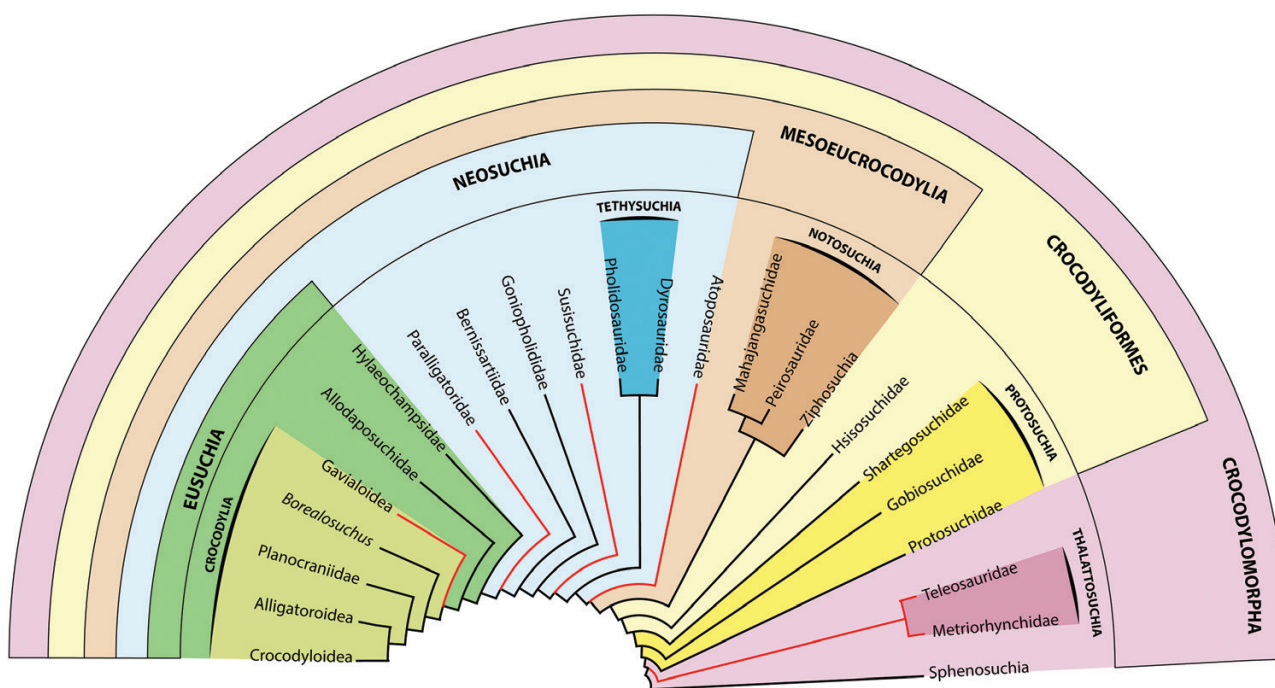 NEOSUCHIA
MESOEUCROCODYLIA
CROCODYLIFORMES
CROCODYLOMORPHA
EUSUCHIA
CROCODYLIA
TETHYSUCHIA
NOTOSUCHIA
PROTOSUCHIA
THALATTOSUCHIA
Crocodyloidea
Alligatoroidea
Planocraniidae
Borealosuchus
Gavialoidea
Allodaposuchidae
Hylaeochampsidae
Paralligatoridae
Bernissartiidae
Goniopholididae
Susisuchidae
Pholidosauridae
Dyrosauridae
Atoposauridae
Mahajangasuchidae
Peirosauridae
Ziphosuchia
Hsisosuchidae
Shartegosuchidae
Gobiosuchidae
Protosuchidae
Teleosauridae
Metriorhynchidae
Sphenosuchia